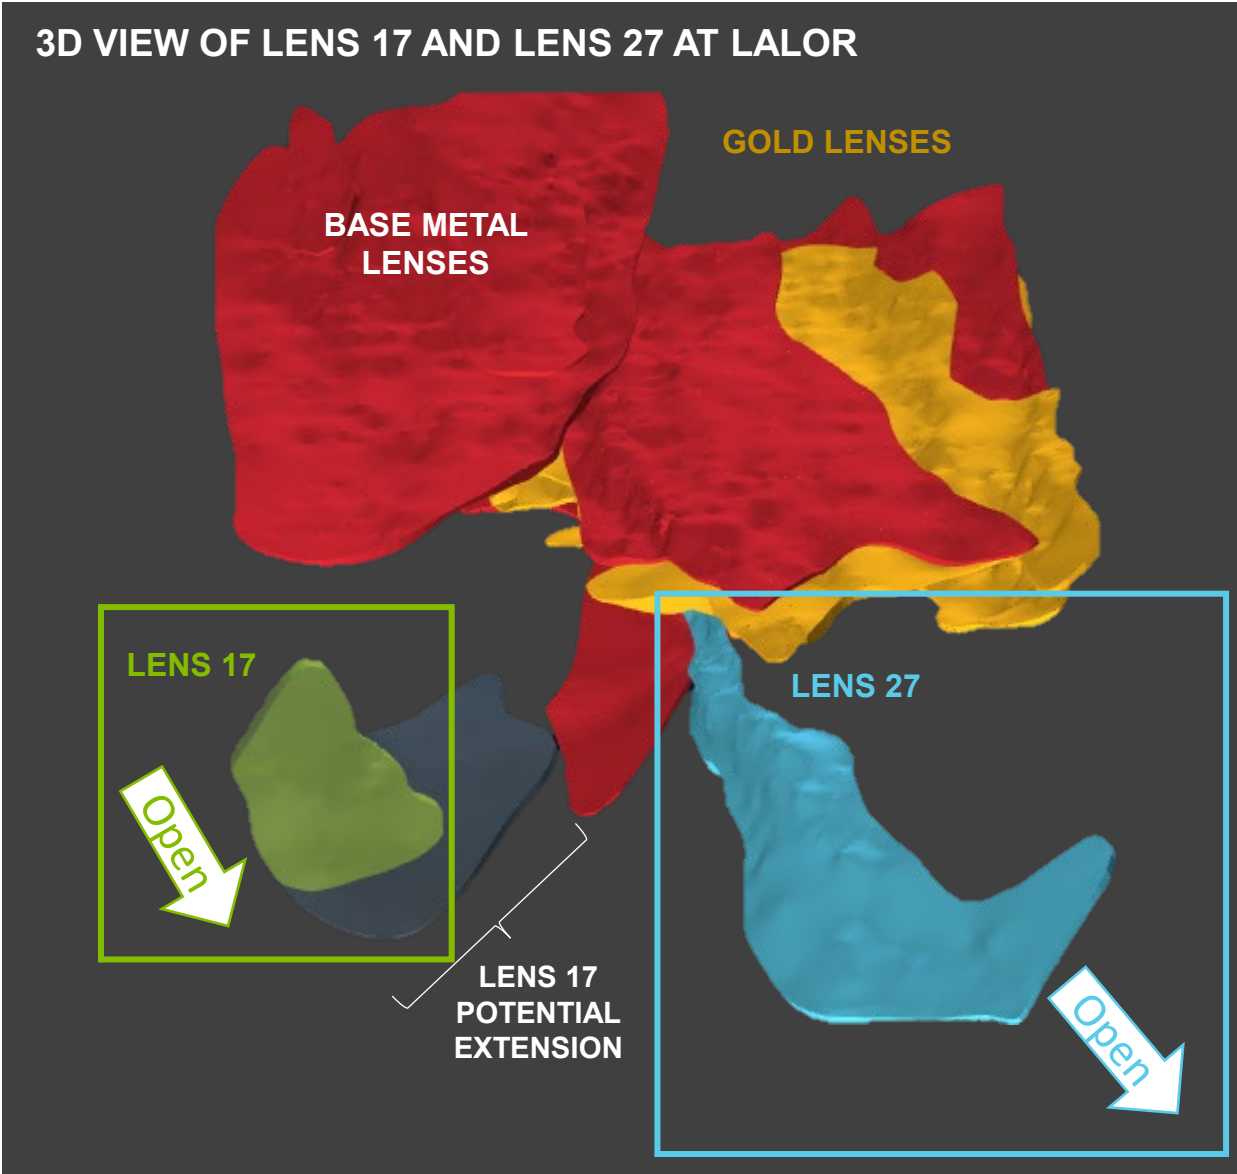 3D VIEW OF LENS 17 AND LENS 27 AT LALOR
GOLD LENSES
BASE METAL
LENSES
LENS 17
LENS 27
Open
LENS 17
POTENTIAL
EXTENSION
Open